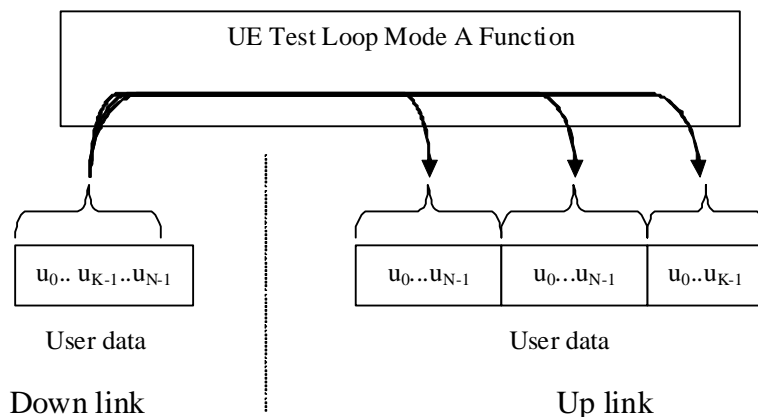 UE Test Loop Mode A Function
u0.. uK-1..uN-1
u0...uN-1
u0...uN-1
u0..uK-1
User data
User data
Down link
Up link